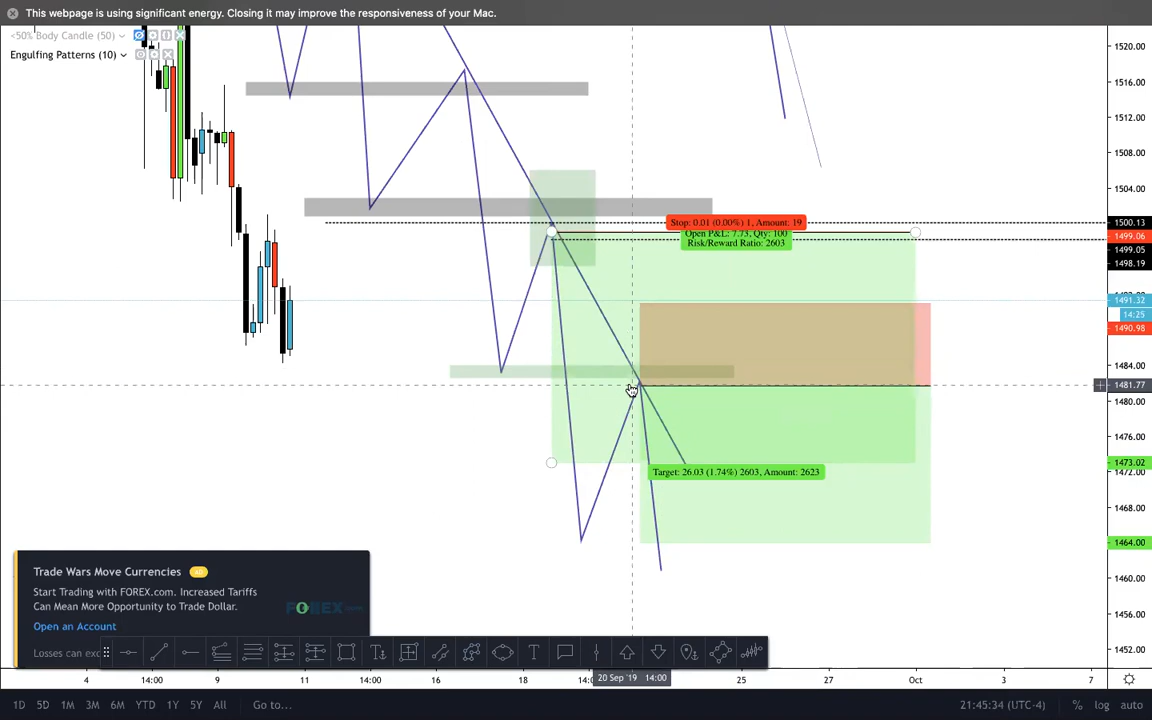 This webpage is using significant energy. Closing it may improve the responsiveness of your Mac.
<50% Body Candle (50)
Engulfing Patterns (10)
1520.00
1516.00
1512.00
1508.00
1504.00
1500.13
1499.06
1499.05
1498.19
1491.32
14:25
1490.98
1484.00
1481.77
1480.00
1476.00
1473.02
1472.00
1468.00
1464.00
1460.00
1456.00
1452.00
Stop: 0.01 (0.00%) 1, Amount: 19
Open P&L: 7.73, Qty: 100
Risk/Reward Ratio: 2603
Target: 26.03 (1.74%) 2603, Amount: 2623
Trade Wars Move Currencies AD
Start Trading with FOREX.com. Increased Tariffs
Can Mean More Opportunity to Trade Dollar.
Open an Account
FOREX
Losses can exc
T T
4 14:00 9 11 14:00 16 18 14:0 20 Sep '19 14:00 25 27 Oct 3 7
1D 5D 1M 3M 6M YTD 1Y 5Y All Go to... 21:45:34 (UTC-4) % log auto